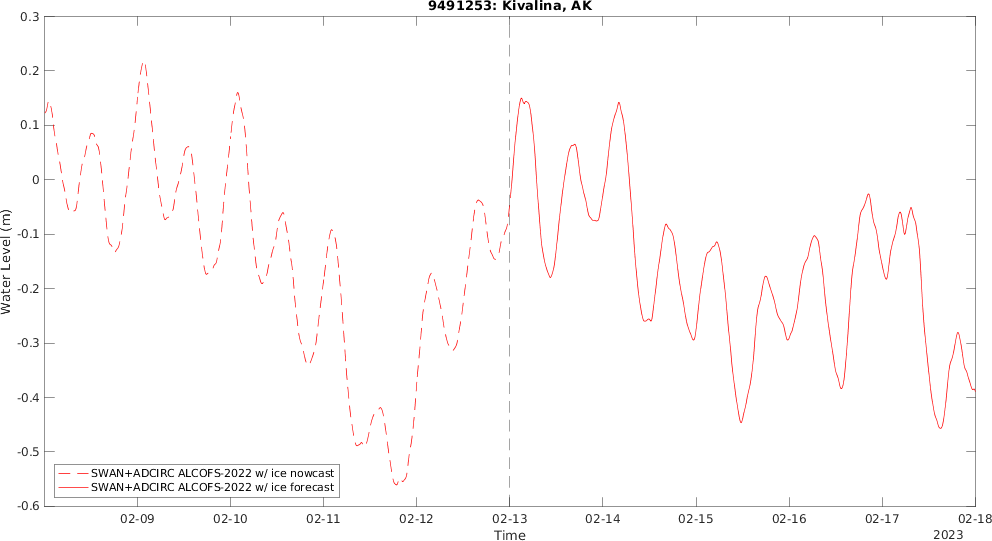 9491253: Kivalina, AK
0.3
0.2
0.1
0
-0.1
-0.2
-0.3
-0.4
-0.5
-0.6
Water Level (m)
SWAN+ADCIRC ALCOFS-2022 w/ ice nowcast
SWAN+ADCIRC ALCOFS-2022 w/ ice forecast
02-09 02-10 02-11 02-12 02-13 02-14 02-15 02-16 02-17 02-18
Time
2023